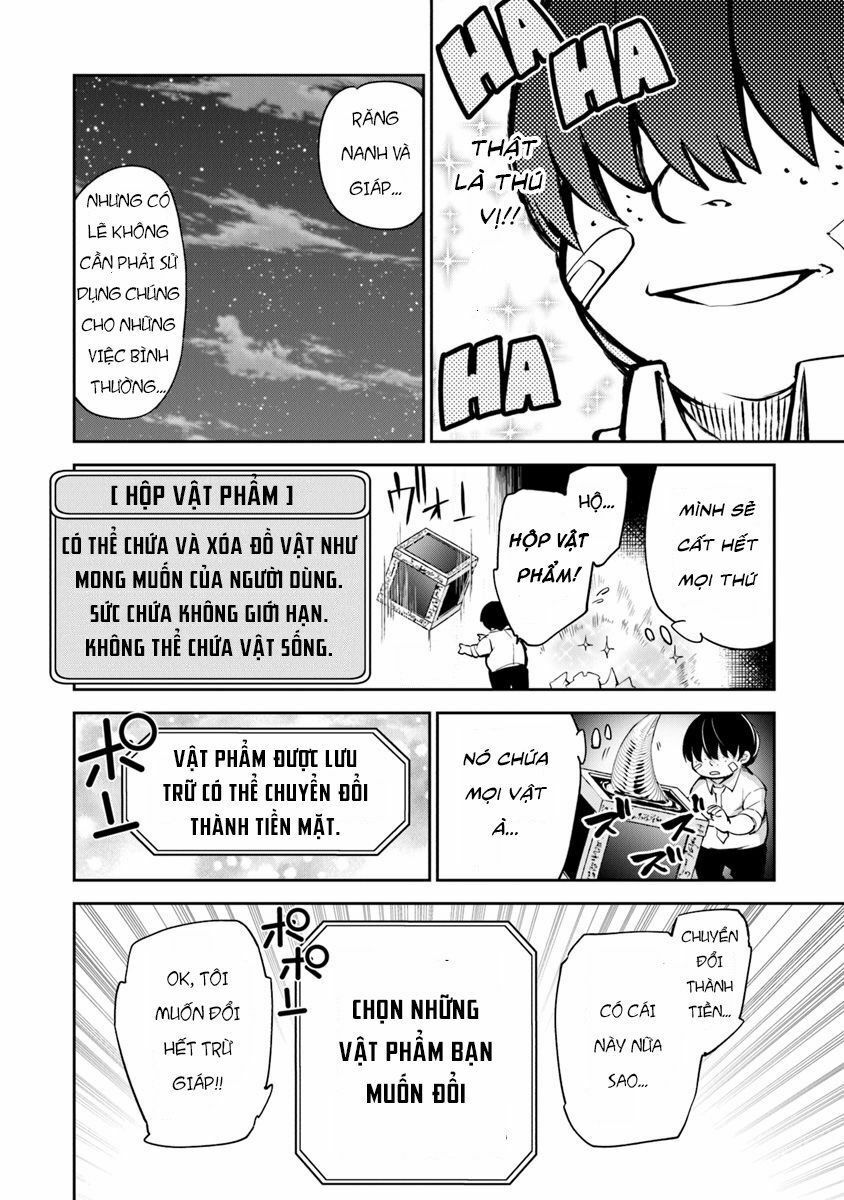 HA
HA
THẬT
LÀ THÚ
VỊ!!
HA
RĂNG
NANH VÀ
GIÁP...
NHƯNG CÓ
LẼ KHÔNG
CẦN PHẢI SỬ
DỤNG CHÚNG
CHO NHỮNG
VIỆC BÌNH
THƯỜNG...
MÌNH SẼ
CẤT HẾT
MỌI THỨ
HỘ...
HỘP VẬT
PHẨM!
ヴォー!
[ HỘP VẬT PHẨM ]
CÓ THỂ CHỨA VÀ XÓA ĐỒ VẬT NHƯ
MONG MUỐN CỦA NGƯỜI DÙNG.
SỨC CHỨA KHÔNG GIỚI HẠN.
KHÔNG THỂ CHỨA VẬT SỐNG.
NÓ CHỨA
MỌI VẬT
À...
ズズ
ズズ
ポー
VẬT PHẨM ĐƯỢC LƯU
TRỮ CÓ THỂ CHUYỂN ĐỔI
THÀNH TIỀN MẶT.
CHUYỂN
ĐỔI
THÀNH
TIỀN...
CÓ CÁI
NÀY NỮA
SAO...
ポポー
CHỌN NHỮNG
VẬT PHẨM BẠN
MUỐN ĐỔI
OK, TÔI
MUỐN ĐỔI
HẾT TRỪ
GIÁP!!